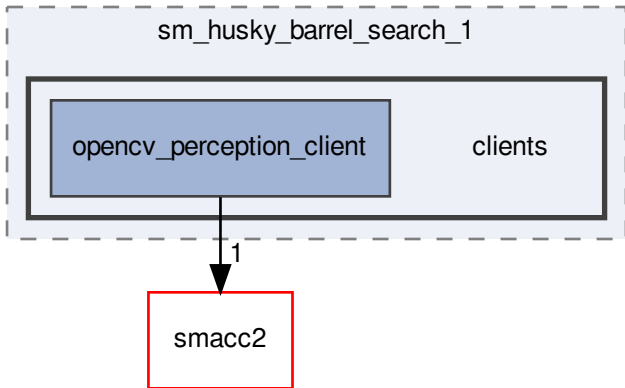 sm_husky_barrel_search_1
opencv_perception_client
clients
1
smacc2